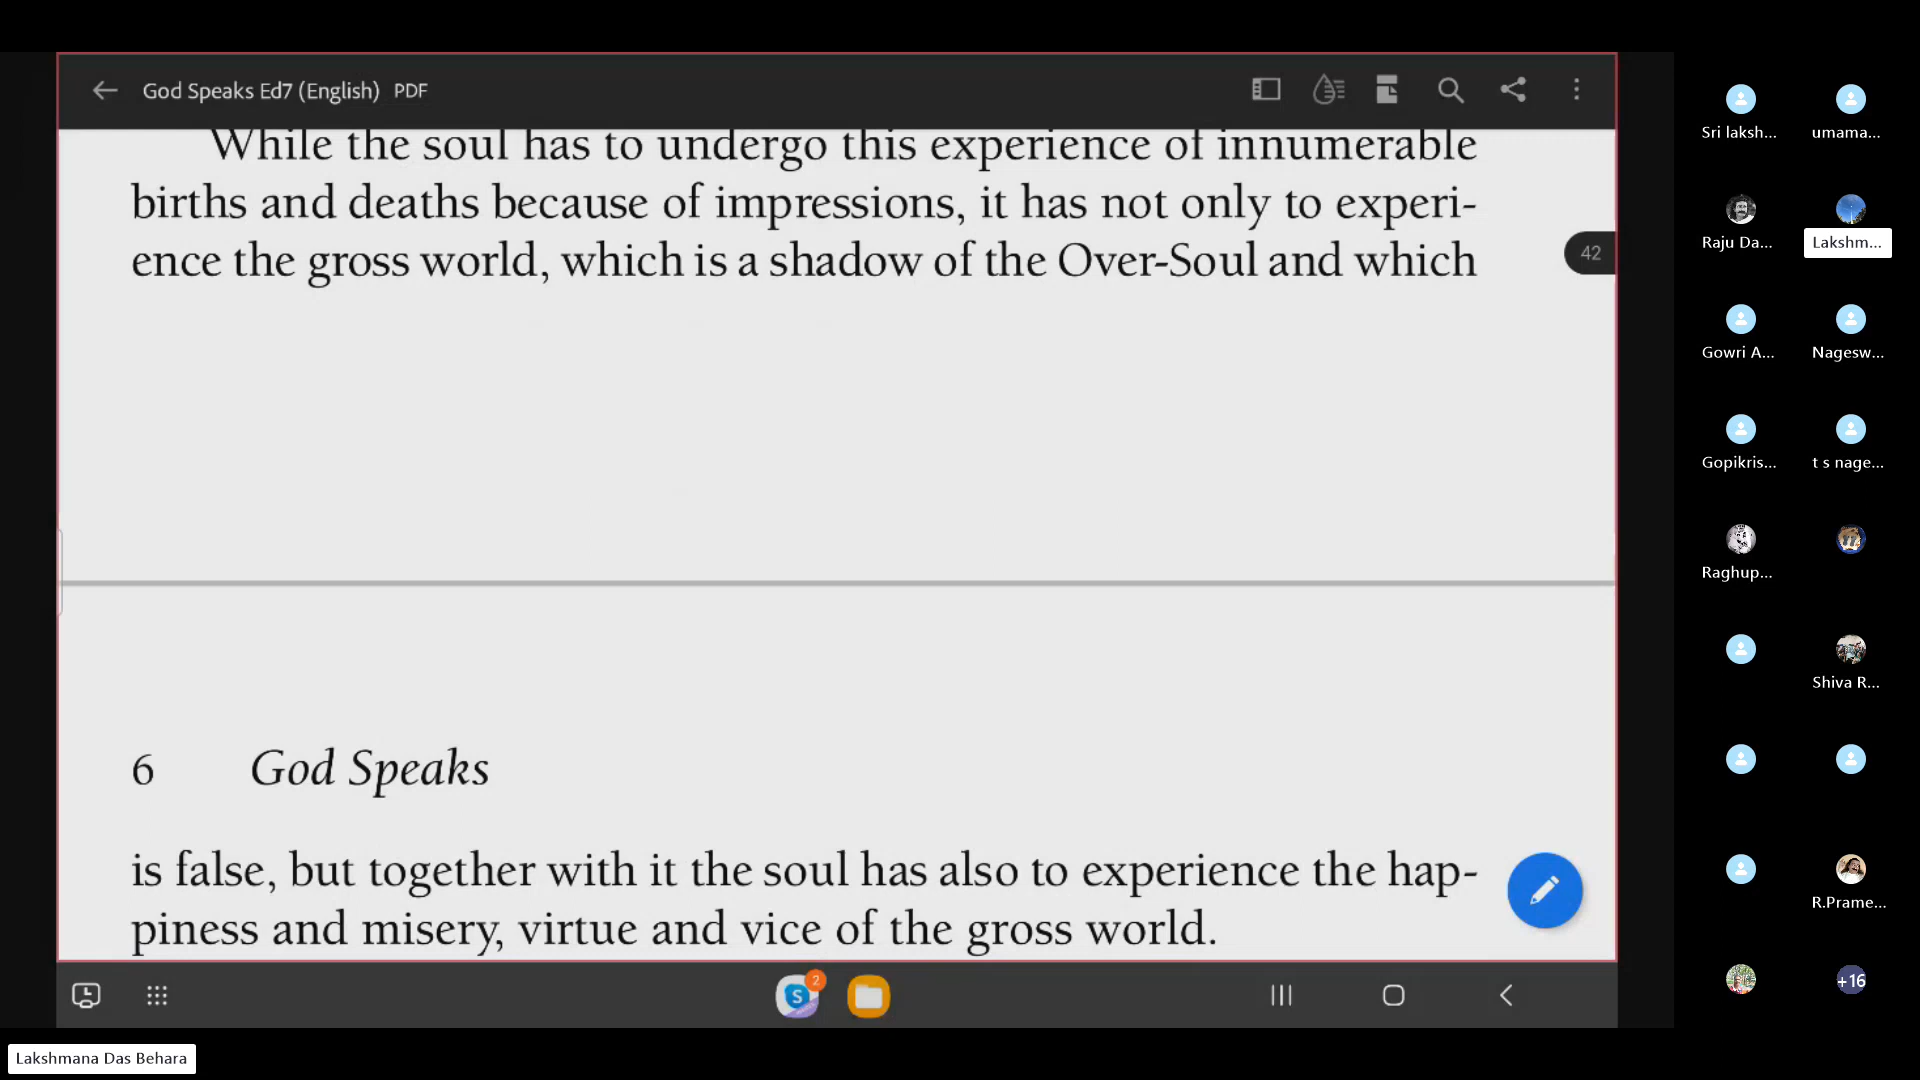 God Speaks Ed7 (English) PDF
While the soul has to undergo this experience of innumerable
births and deaths because of impressions, it has not only to experi-
ence the gross world, which is a shadow of the Over-Soul and which
42
6 God Speaks
is false, but together with it the soul has also to experience the hap-
piness and misery, virtue and vice of the gross world.
2
S
Lakshmana Das Behara
Sri laksh...
umama...
Raju Da...
Lakshm...
Gowri A...
Nagesw...
Gopikris...
t s nage...
Raghup...
Shiva R...
R.Prame...
+16